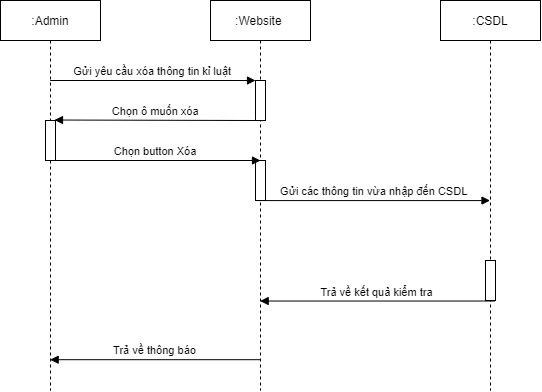 :Admin
:Website
:CSDL
Gửi yêu cầu xóa thông tin kỉ luật
Chọn ô muốn xóa
Chọn button Xóa
Gửi các thông tin vừa nhập đến CSDL
Trả về kết quả kiểm tra
Trả về thông báo